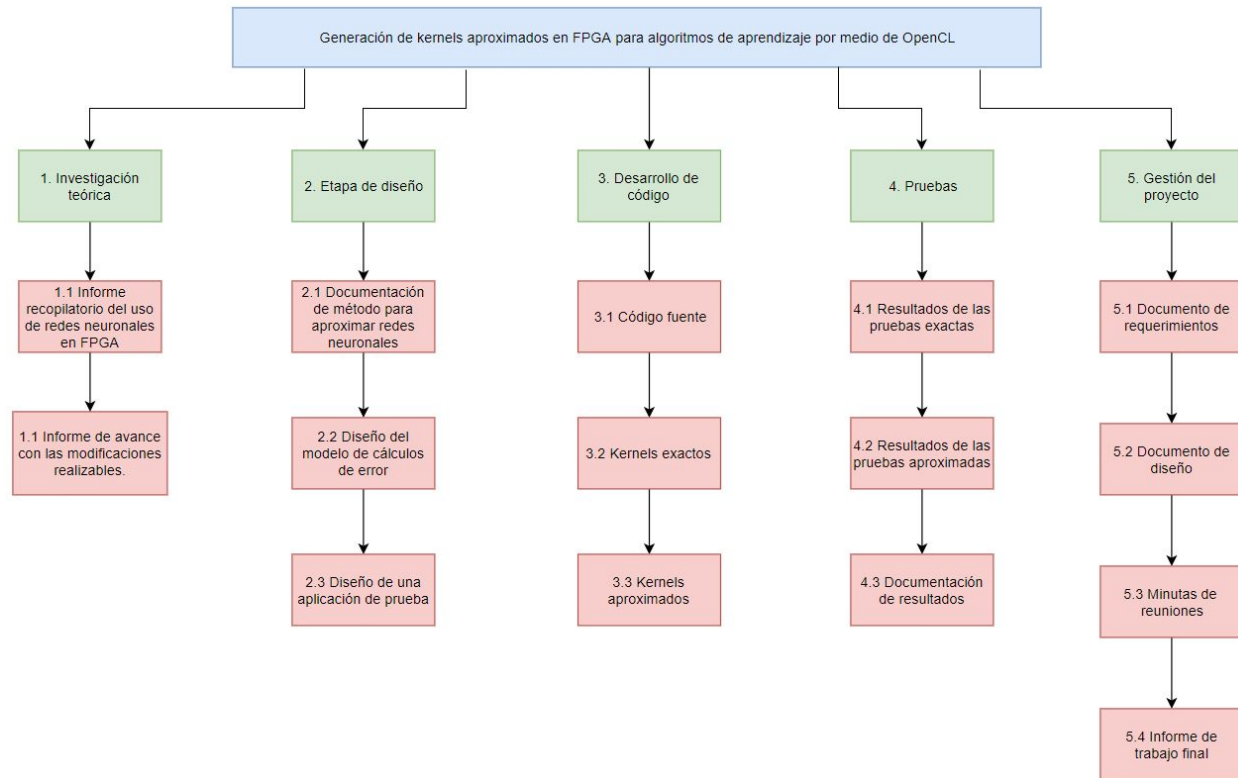 Generación de kernels aproximados en FPGA para algoritmos de aprendizaje por medio de OpenCL
1. Investigación
teórica
2. Etapa de diseño
3. Desarrollo de
código
4. Pruebas
5. Gestión del
proyecto
1.1 Informe
recopilatorio del uso
de redes neuronales
en FPGA
2.1 Documentación
de método para
aproximar redes
neuronales
3.1 Código fuente
4.1 Resultados de las
pruebas exactas
5.1 Documento de
requerimientos
1.1 Informe de avance
con las modificaciones
realizables.
2.2 Diseño del
modelo de cálculos
de error
3.2 Kernels exactos
4.2 Resultados de las
pruebas aproximadas
5.2 Documento de
diseño
2.3 Diseño de una
aplicación de prueba
3.3 Kernels
aproximados
4.3 Documentación
de resultados
5.3 Minutas de
reuniones
5.4 Informe de
trabajo final